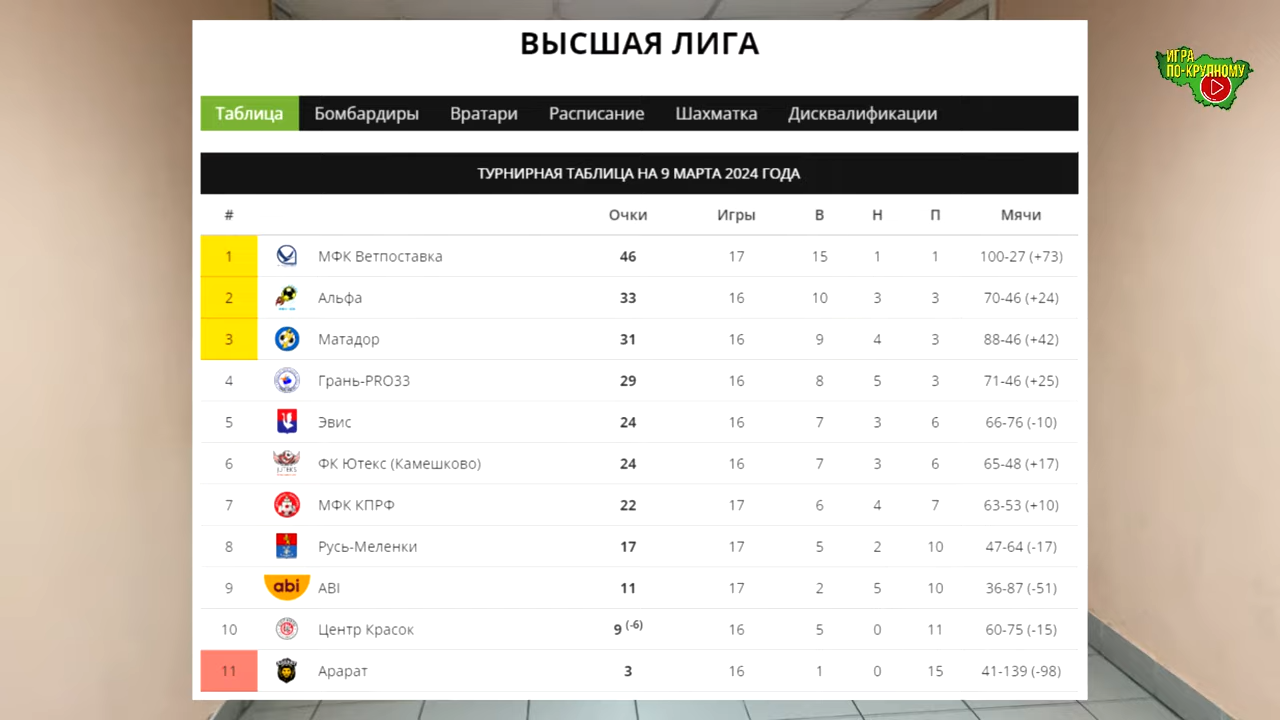 ВЫСШАЯ ЛИГА
ИГРА
ПО-КРУПНОМУ
Таблица Бомбардиры Вратари Расписание Шахматка Дисквалификации
ТУРНИРНАЯ ТАБЛИЦА НА 9 МАРТА 2024 ГОДА
# Очки Игры В Н П Мячи
1 МФК Ветпоставка 46 17 15 1 1 100-27 (+73)
2 Альфа 33 16 10 3 3 70-46 (+24)
3 Матадор 31 16 9 4 3 88-46 (+42)
4 Грань-PRO33 29 16 8 5 3 71-46 (+25)
5 Эвис 24 16 7 3 6 66-76 (-10)
6 ФК Ютекс (Камешково) 24 16 7 3 6 65-48 (+17)
7 МФК КПРФ 22 17 6 4 7 63-53 (+10)
8 Русь-Меленки 17 17 5 2 10 47-64 (-17)
9 abi ABI 11 17 2 5 10 36-87 (-51)
10 Центр Красок 9 (-6) 16 5 0 11 60-75 (-15)
11 Арарат 3 16 1 0 15 41-139 (-98)